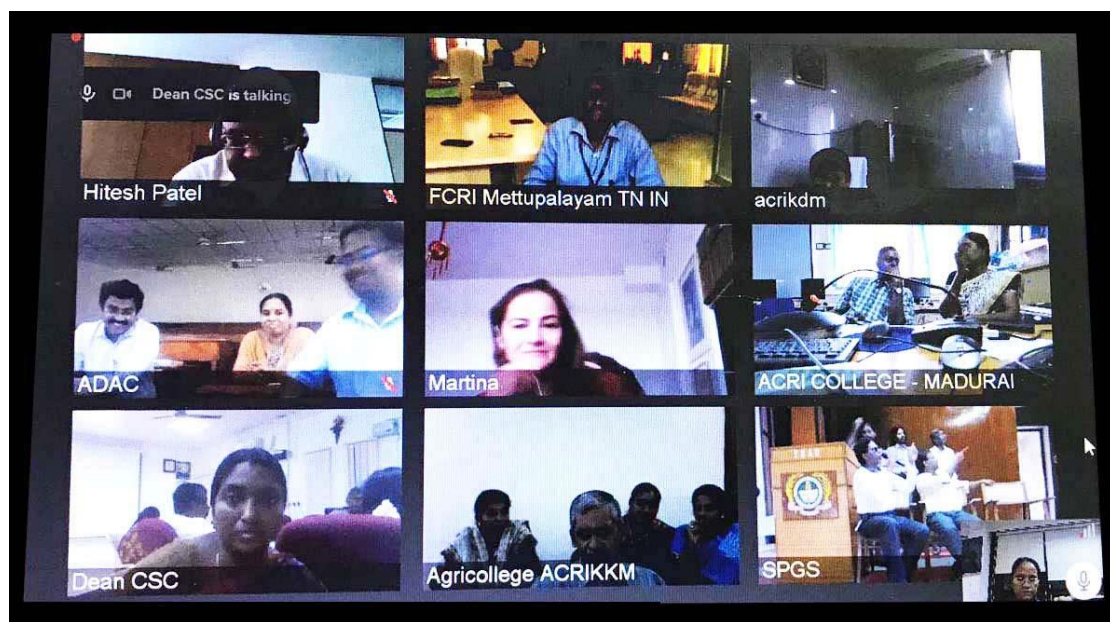 Dean CSC is talking
Hitesh Patel
FCRI Mettupalayam TN IN
acrikdm
ADAC
Martina
ACRI COLLEGE - MADURAI
Dean CSC
Agricollege ACRIKKM
SPGS
TNAU